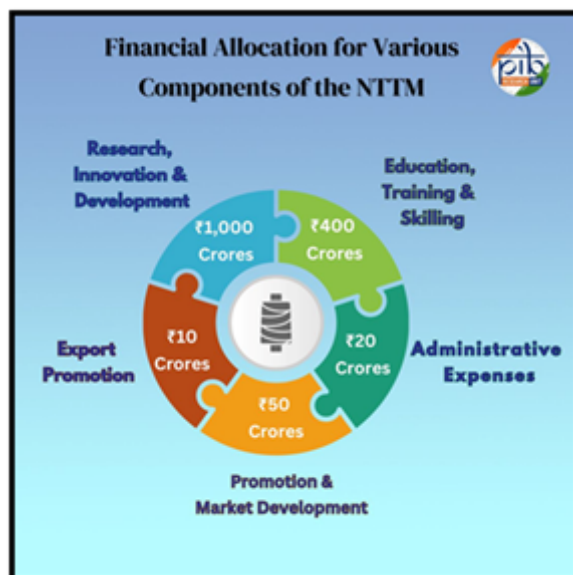 Financial Allocation for Various
Components of the NTTM
pib
Research,
Innovation &
Development
Education,
Training &
Skilling
₹1,000
Crores
₹400
Crores
Export
Promotion
₹10
Crores
₹20
Crores
Administrative
Expenses
₹50
Crores
Promotion &
Market Development